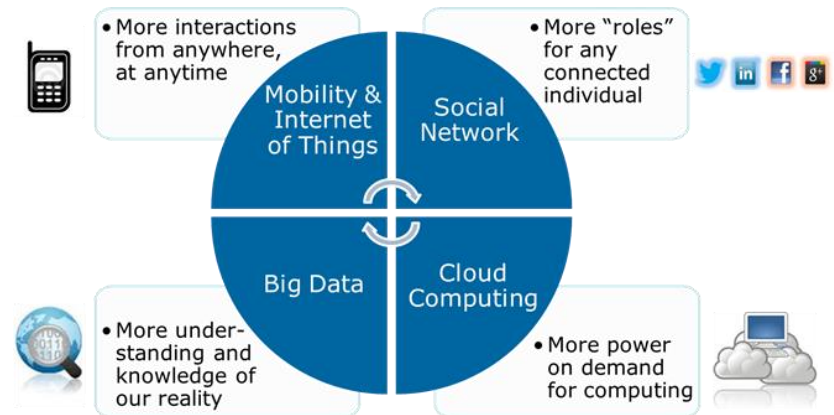 • More interactions
from anywhere,
at anytime
Mobility &
Internet
of Things
Social
Network
• More “roles”
for any
connected
individual
in
f
g+
Big Data
Cloud
Computing
• More under-
standing and
knowledge of
our reality
• More power
on demand
for computing